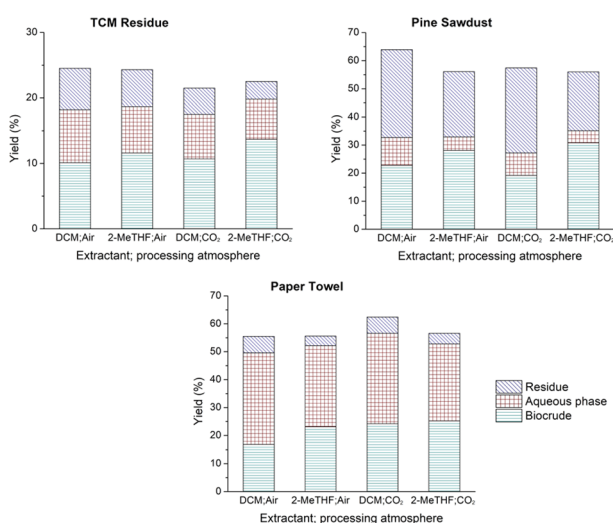 TCM Residue
30
20
10
0
Yield (%)
DCM;Air
2-MeTHF;Air
DCM;CO₂
2-MeTHF;CO₂
Extractant; processing atmosphere
Pine Sawdust
70
60
50
40
30
20
10
0
Yield (%)
DCM;Air
2-MeTHF;Air
DCM;CO₂
2-MeTHF;CO₂
Extractant; processing atmosphere
Paper Towel
70
60
50
40
30
20
10
0
Yield (%)
DCM;Air
2-MeTHF;Air
DCM;CO₂
2-MeTHF;CO₂
Extractant; processing atmosphere
Residue
Aqueous phase
Biocrude